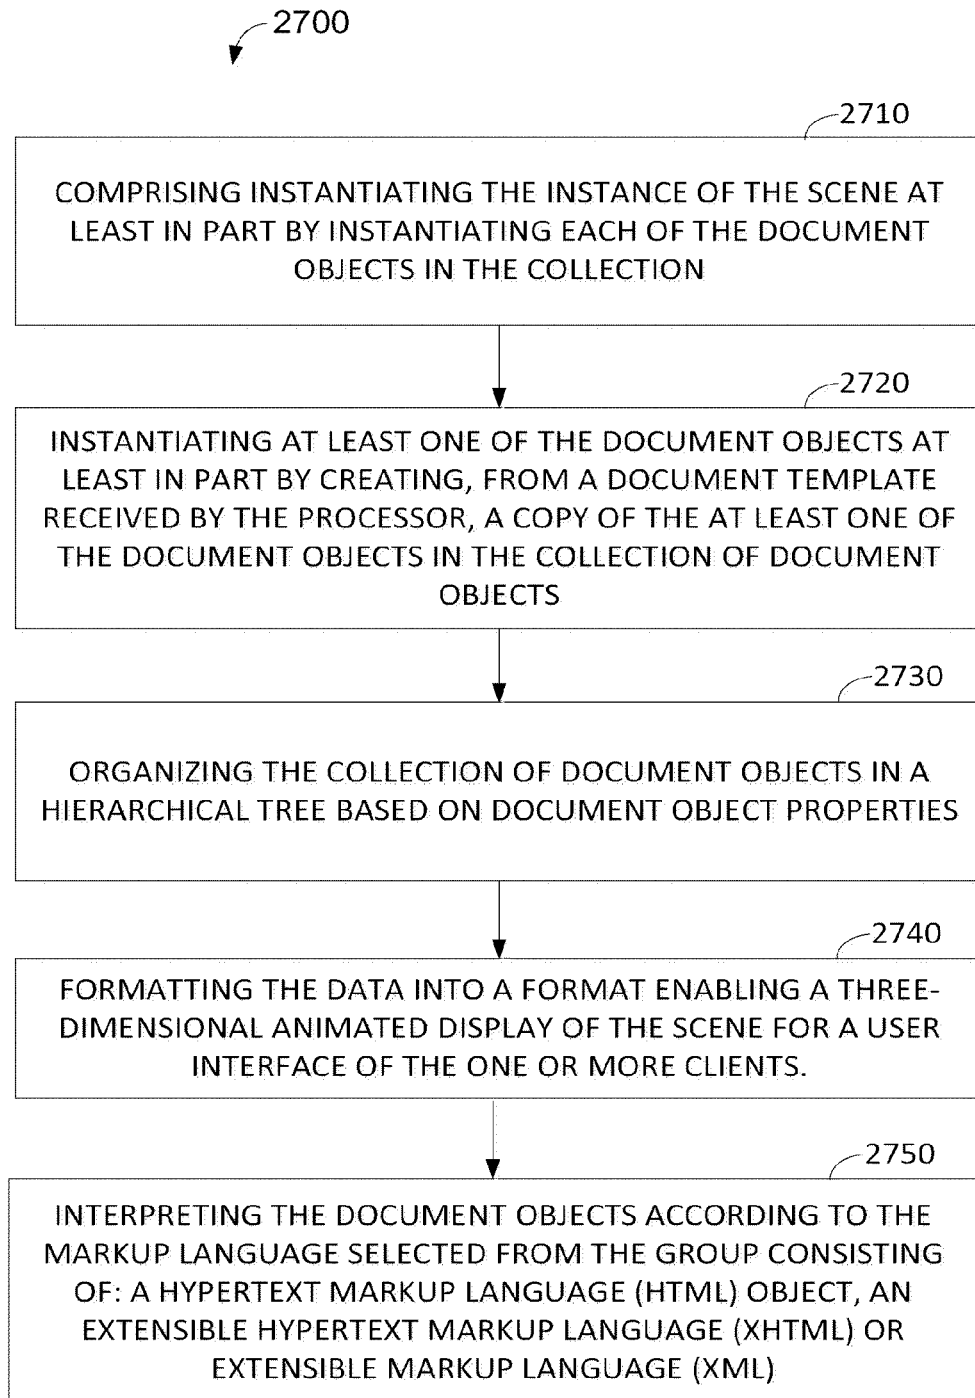 2700
2710
COMPRISING INSTANTIATING THE INSTANCE OF THE SCENE AT
LEAST IN PART BY INSTANTIATING EACH OF THE DOCUMENT
OBJECTS IN THE COLLECTION
2720
INSTANTIATING AT LEAST ONE OF THE DOCUMENT OBJECTS AT
LEAST IN PART BY CREATING, FROM A DOCUMENT TEMPLATE
RECEIVED BY THE PROCESSOR, A COPY OF THE AT LEAST ONE OF
THE DOCUMENT OBJECTS IN THE COLLECTION OF DOCUMENT
OBJECTS
2730
ORGANIZING THE COLLECTION OF DOCUMENT OBJECTS IN A
HIERARCHICAL TREE BASED ON DOCUMENT OBJECT PROPERTIES
2740
FORMATTING THE DATA INTO A FORMAT ENABLING A THREE-
DIMENSIONAL ANIMATED DISPLAY OF THE SCENE FOR A USER
INTERFACE OF THE ONE OR MORE CLIENTS.
2750
INTERPRETING THE DOCUMENT OBJECTS ACCORDING TO THE
MARKUP LANGUAGE SELECTED FROM THE GROUP CONSISTING
OF: A HYPERTEXT MARKUP LANGUAGE (HTML) OBJECT, AN
EXTENSIBLE HYPERTEXT MARKUP LANGUAGE (XHTML) OR
EXTENSIBLE MARKUP LANGUAGE (XML)